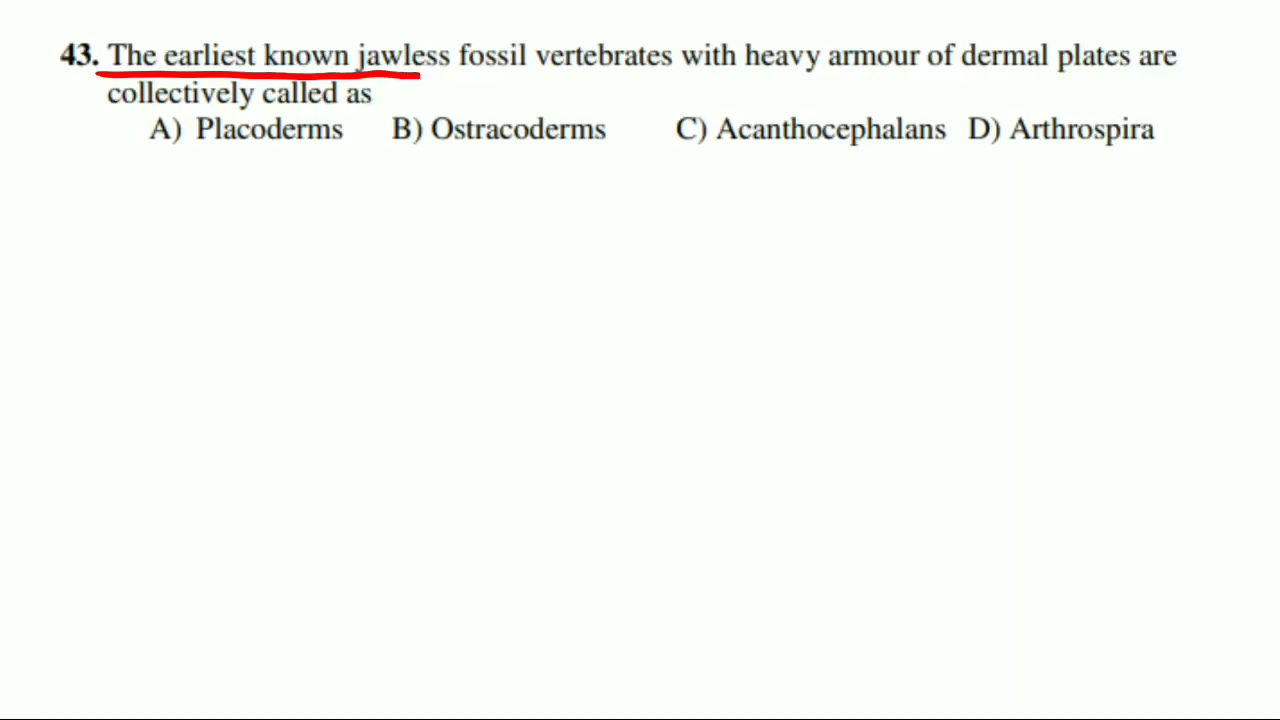 43. The earliest known jawless fossil vertebrates with heavy armour of dermal plates are
collectively called as
A) Placoderms B) Ostracoderms C) Acanthocephalans D) Arthrospira